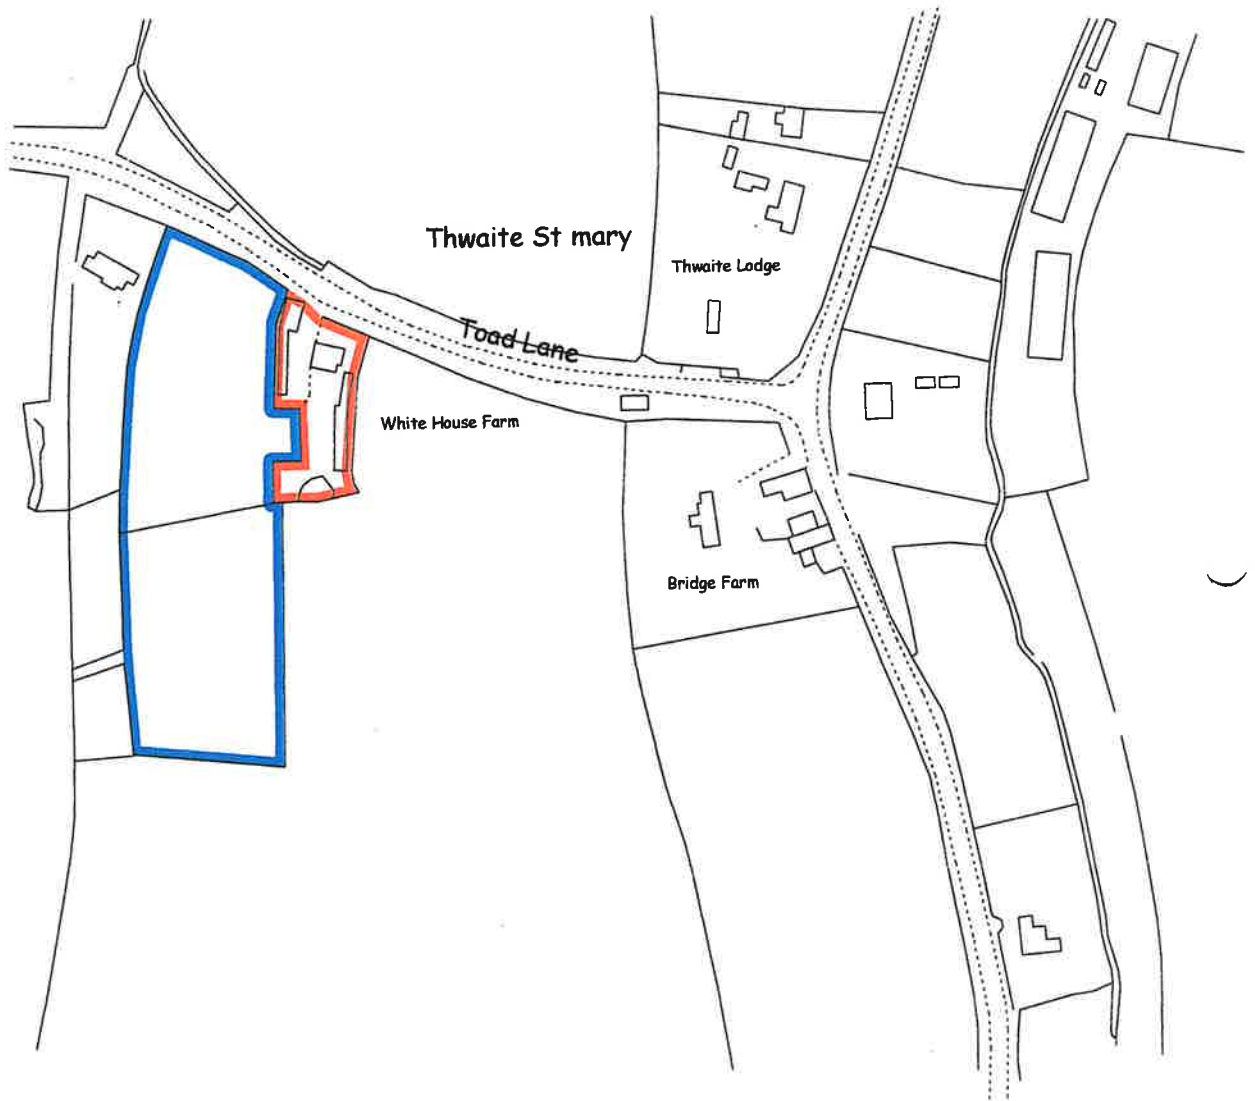 Thwaite St mary
Thwaite Lodge
Toad Lane
White House Farm
Bridge Farm